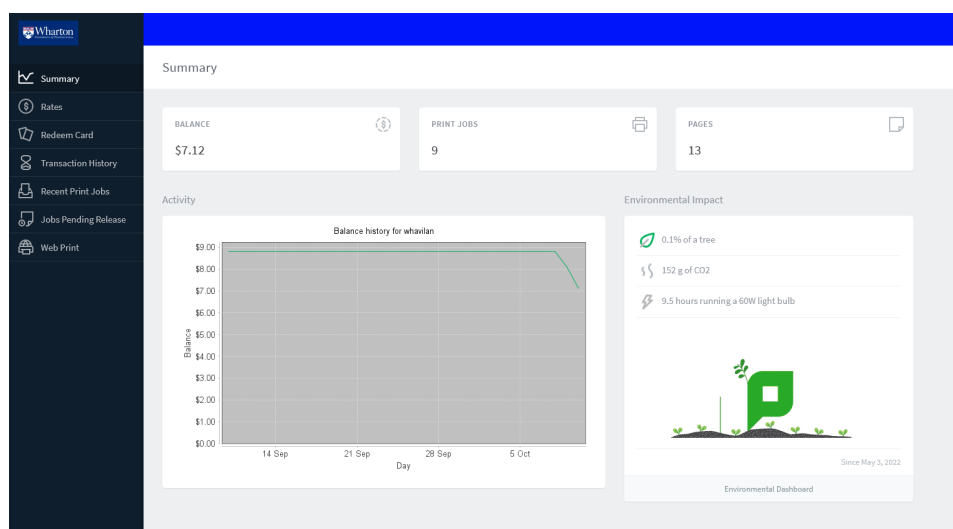 Wharton
Summary
Rates
Redeem Card
Transaction History
Recent Print Jobs
Jobs Pending Release
Web Print
Summary
BALANCE
$7.12
PRINT JOBS
9
PAGES
13
Activity
Balance history for whavilan
$9.00
$8.00
$7.00
$6.00
$5.00
$4.00
$3.00
$2.00
$1.00
$0.00
Balance
14 Sep 21 Sep 28 Sep 5 Oct
Day
Environmental Impact
0.1% of a tree
152 g of CO2
9.5 hours running a 60W light bulb
Since May 3, 2022
Environmental Dashboard